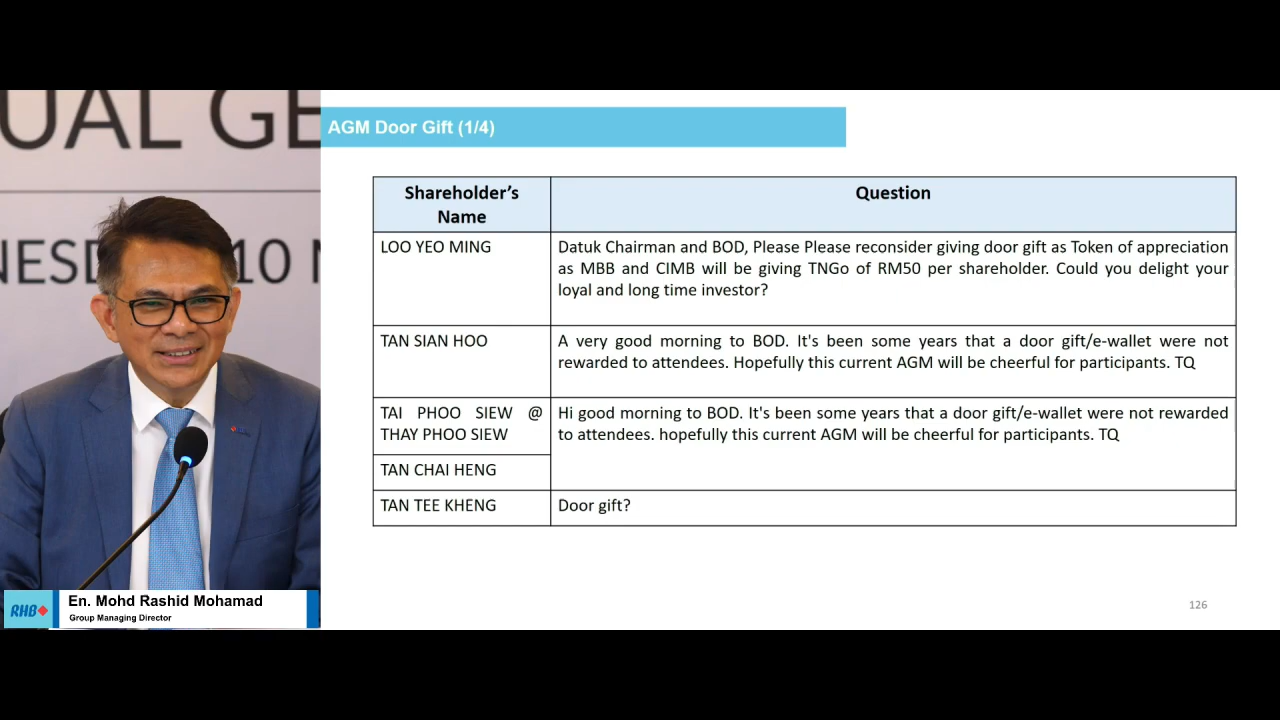 UAL GE
NESD 10 M
AGM Door Gift (1/4)
Shareholder's
Name
Question
LOO YEO MING
Datuk Chairman and BOD, Please Please reconsider giving door gift as Token of appreciation
as MBB and CIMB will be giving TNGo of RM50 per shareholder. Could you delight your
loyal and long time investor?
TAN SIAN HOO
A very good morning to BOD. It's been some years that a door gift/e-wallet were not
rewarded to attendees. Hopefully this current AGM will be cheerful for participants. TQ
TAI PHOO SIEW @
THAY PHOO SIEW
Hi good morning to BOD. It's been some years that a door gift/e-wallet were not rewarded
to attendees. hopefully this current AGM will be cheerful for participants. TQ
TAN CHAI HENG
TAN TEE KHENG
Door gift?
RHB
En. Mohd Rashid Mohamad
Group Managing Director
126